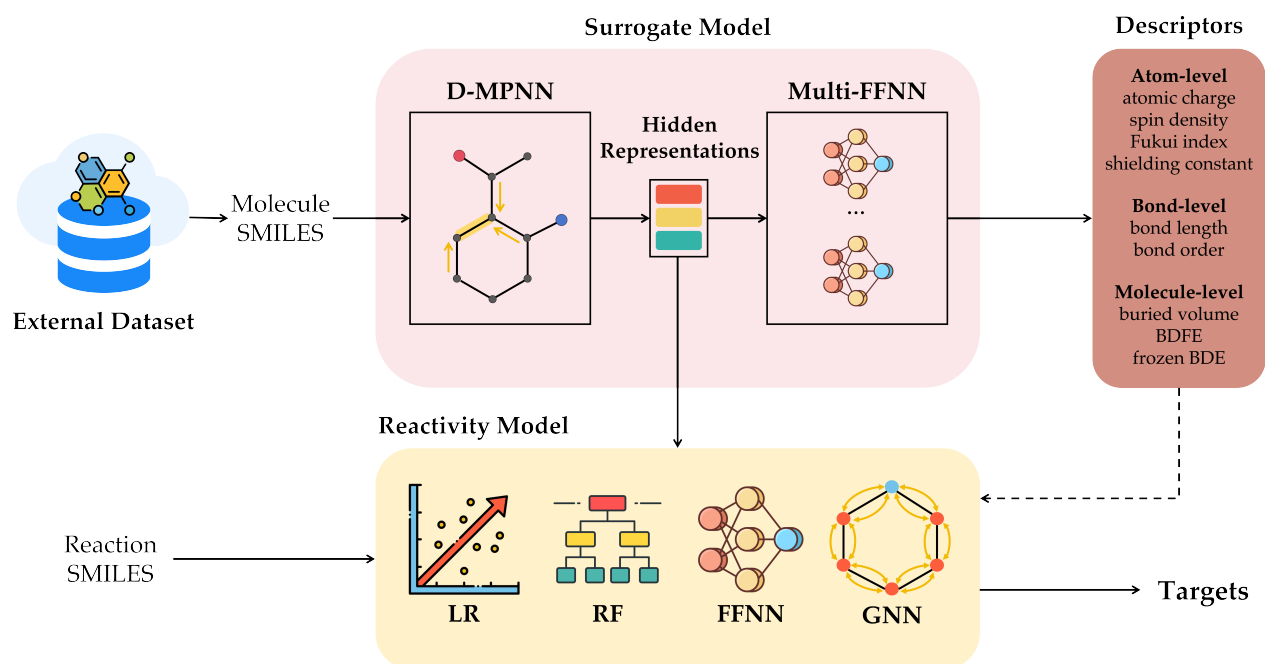 Surrogate Model
Descriptors
D-MPNN
Hidden
Representations
Multi-FFNN
...
Atom-level
atomic charge
spin density
Fukui index
shielding constant
Bond-level
bond length
bond order
Molecule-level
buried volume
BDFE
frozen BDE
Molecule
SMILES
External Dataset
Reactivity Model
Reaction
SMILES
LR
RF
FFNN
GNN
Targets